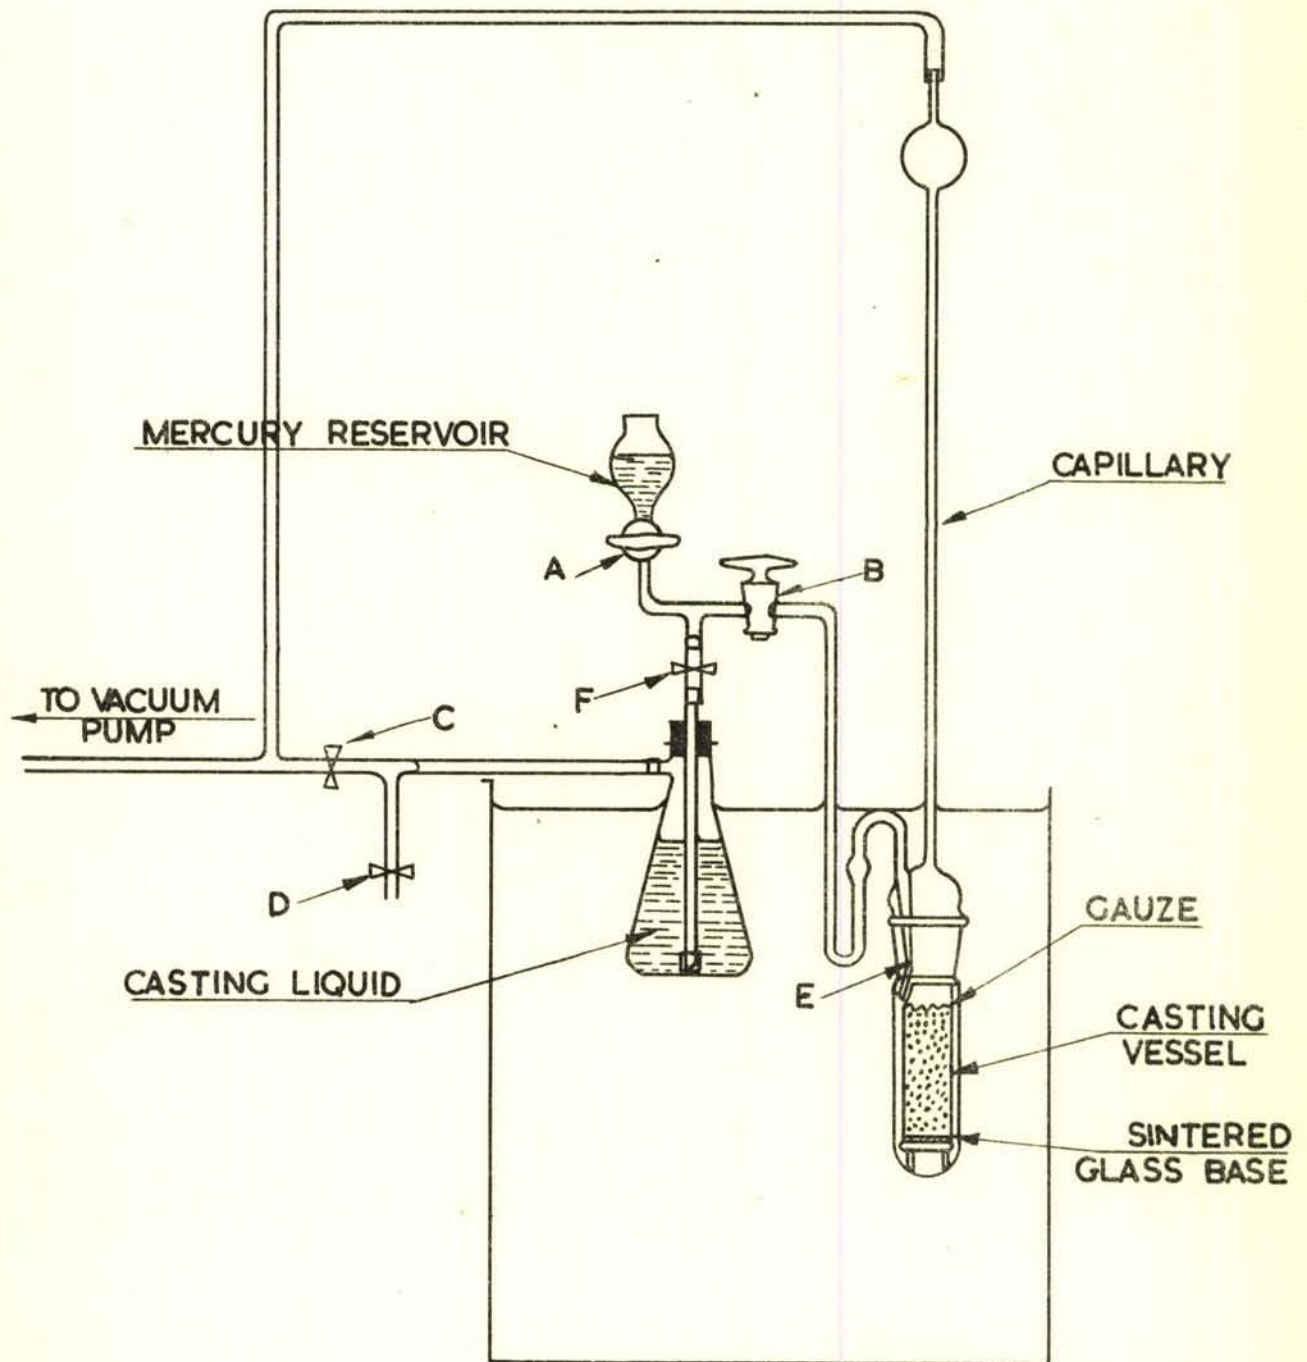 MERCURY RESERVOIR
CAPILLARY
A
B
F
TO VACUUM
PUMP
C
D
GAUZE
CASTING LIQUID
E
CASTING
VESSEL
SINTERED
GLASS BASE